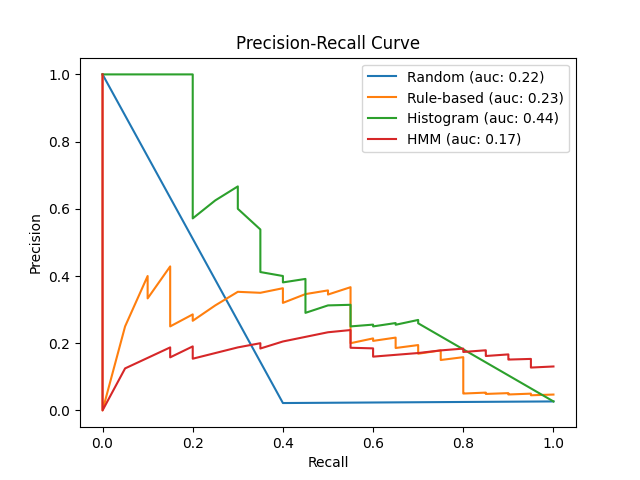 Precision-Recall Curve
Random (auc: 0.22)
Rule-based (auc: 0.23)
Histogram (auc: 0.44)
HMM (auc: 0.17)
Precision
1.0
0.8
0.6
0.4
0.2
0.0
0.0 0.2 0.4 0.6 0.8 1.0
Recall